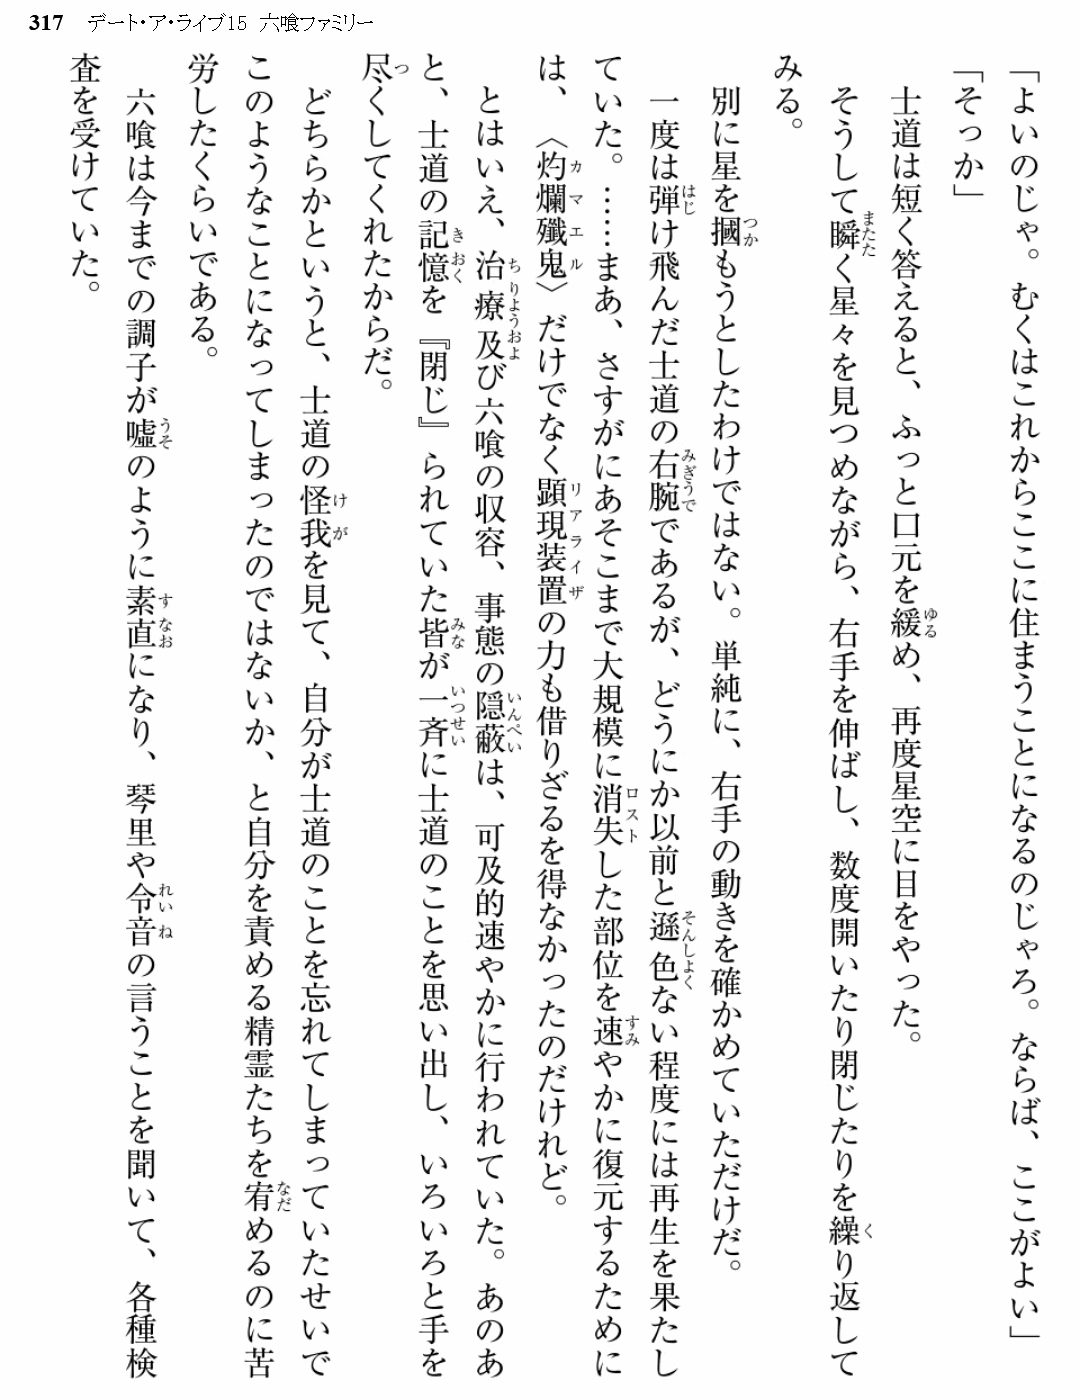 317 デート・ア・ライブ15 六喰ファミリー
「よいのじゃ。むくはこれからここに住まうことになるのじゃろ。ならば、ここがよい」
「そっか」
士道は短く答えると、ふっと口元を緩め、再度星空に目をやった。
そうして瞬く星々を見つめながら、右手を伸ばし、数度開いたり閉じたりを繰り返して
みる。
別に星を摑もうとしたわけではない。単純に、右手の動きを確かめていただけだ。
一度は弾け飛んだ士道の右腕であるが、どうにか以前と遜色ない程度には再生を果たし
ていた。……まあ、さすがにあそこまで大規模に消失した部位を速やかに復元するために
は、〈灼爛殲鬼〉だけでなく顕現装置の力も借りざるを得なかったのだけれど。
とはいえ、治療及び六喰の収容、事態の隠蔽は、可及的速やかに行われていた。あのあ
と、士道の記憶を『閉じ』られていた皆が一斉に士道のことを思い出し、いろいろと手を
尽くしてくれたからだ。
どちらかというと、士道の怪我を見て、自分が士道のことを忘れてしまっていたせいで
このようなことになってしまったのではないか、と自分を責める精霊たちを宥めるのに苦
労したくらいである。
六喰は今までの調子が嘘のように素直になり、琴里や令音の言うことを聞いて、各種検
査を受けていた。